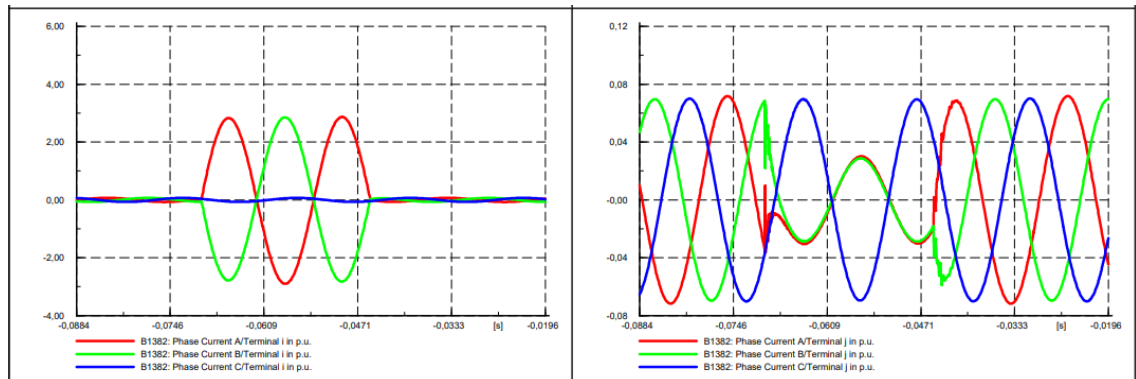 6,00
4,00
2,00
0,00
-2,00
-4,00
-0,0884 -0,0746 -0,0609 -0,0471 -0,0333 [s] -0,0196
B1382: Phase Current A/Terminal i in p.u.
B1382: Phase Current B/Terminal i in p.u.
B1382: Phase Current C/Terminal i in p.u.
0,12
0,08
0,04
-0,00
-0,04
-0,08
-0,0884 -0,0746 -0,0609 -0,0471 -0,0333 [s] -0,0196
B1382: Phase Current A/Terminal j in p.u.
B1382: Phase Current B/Terminal j in p.u.
B1382: Phase Current C/Terminal j in p.u.